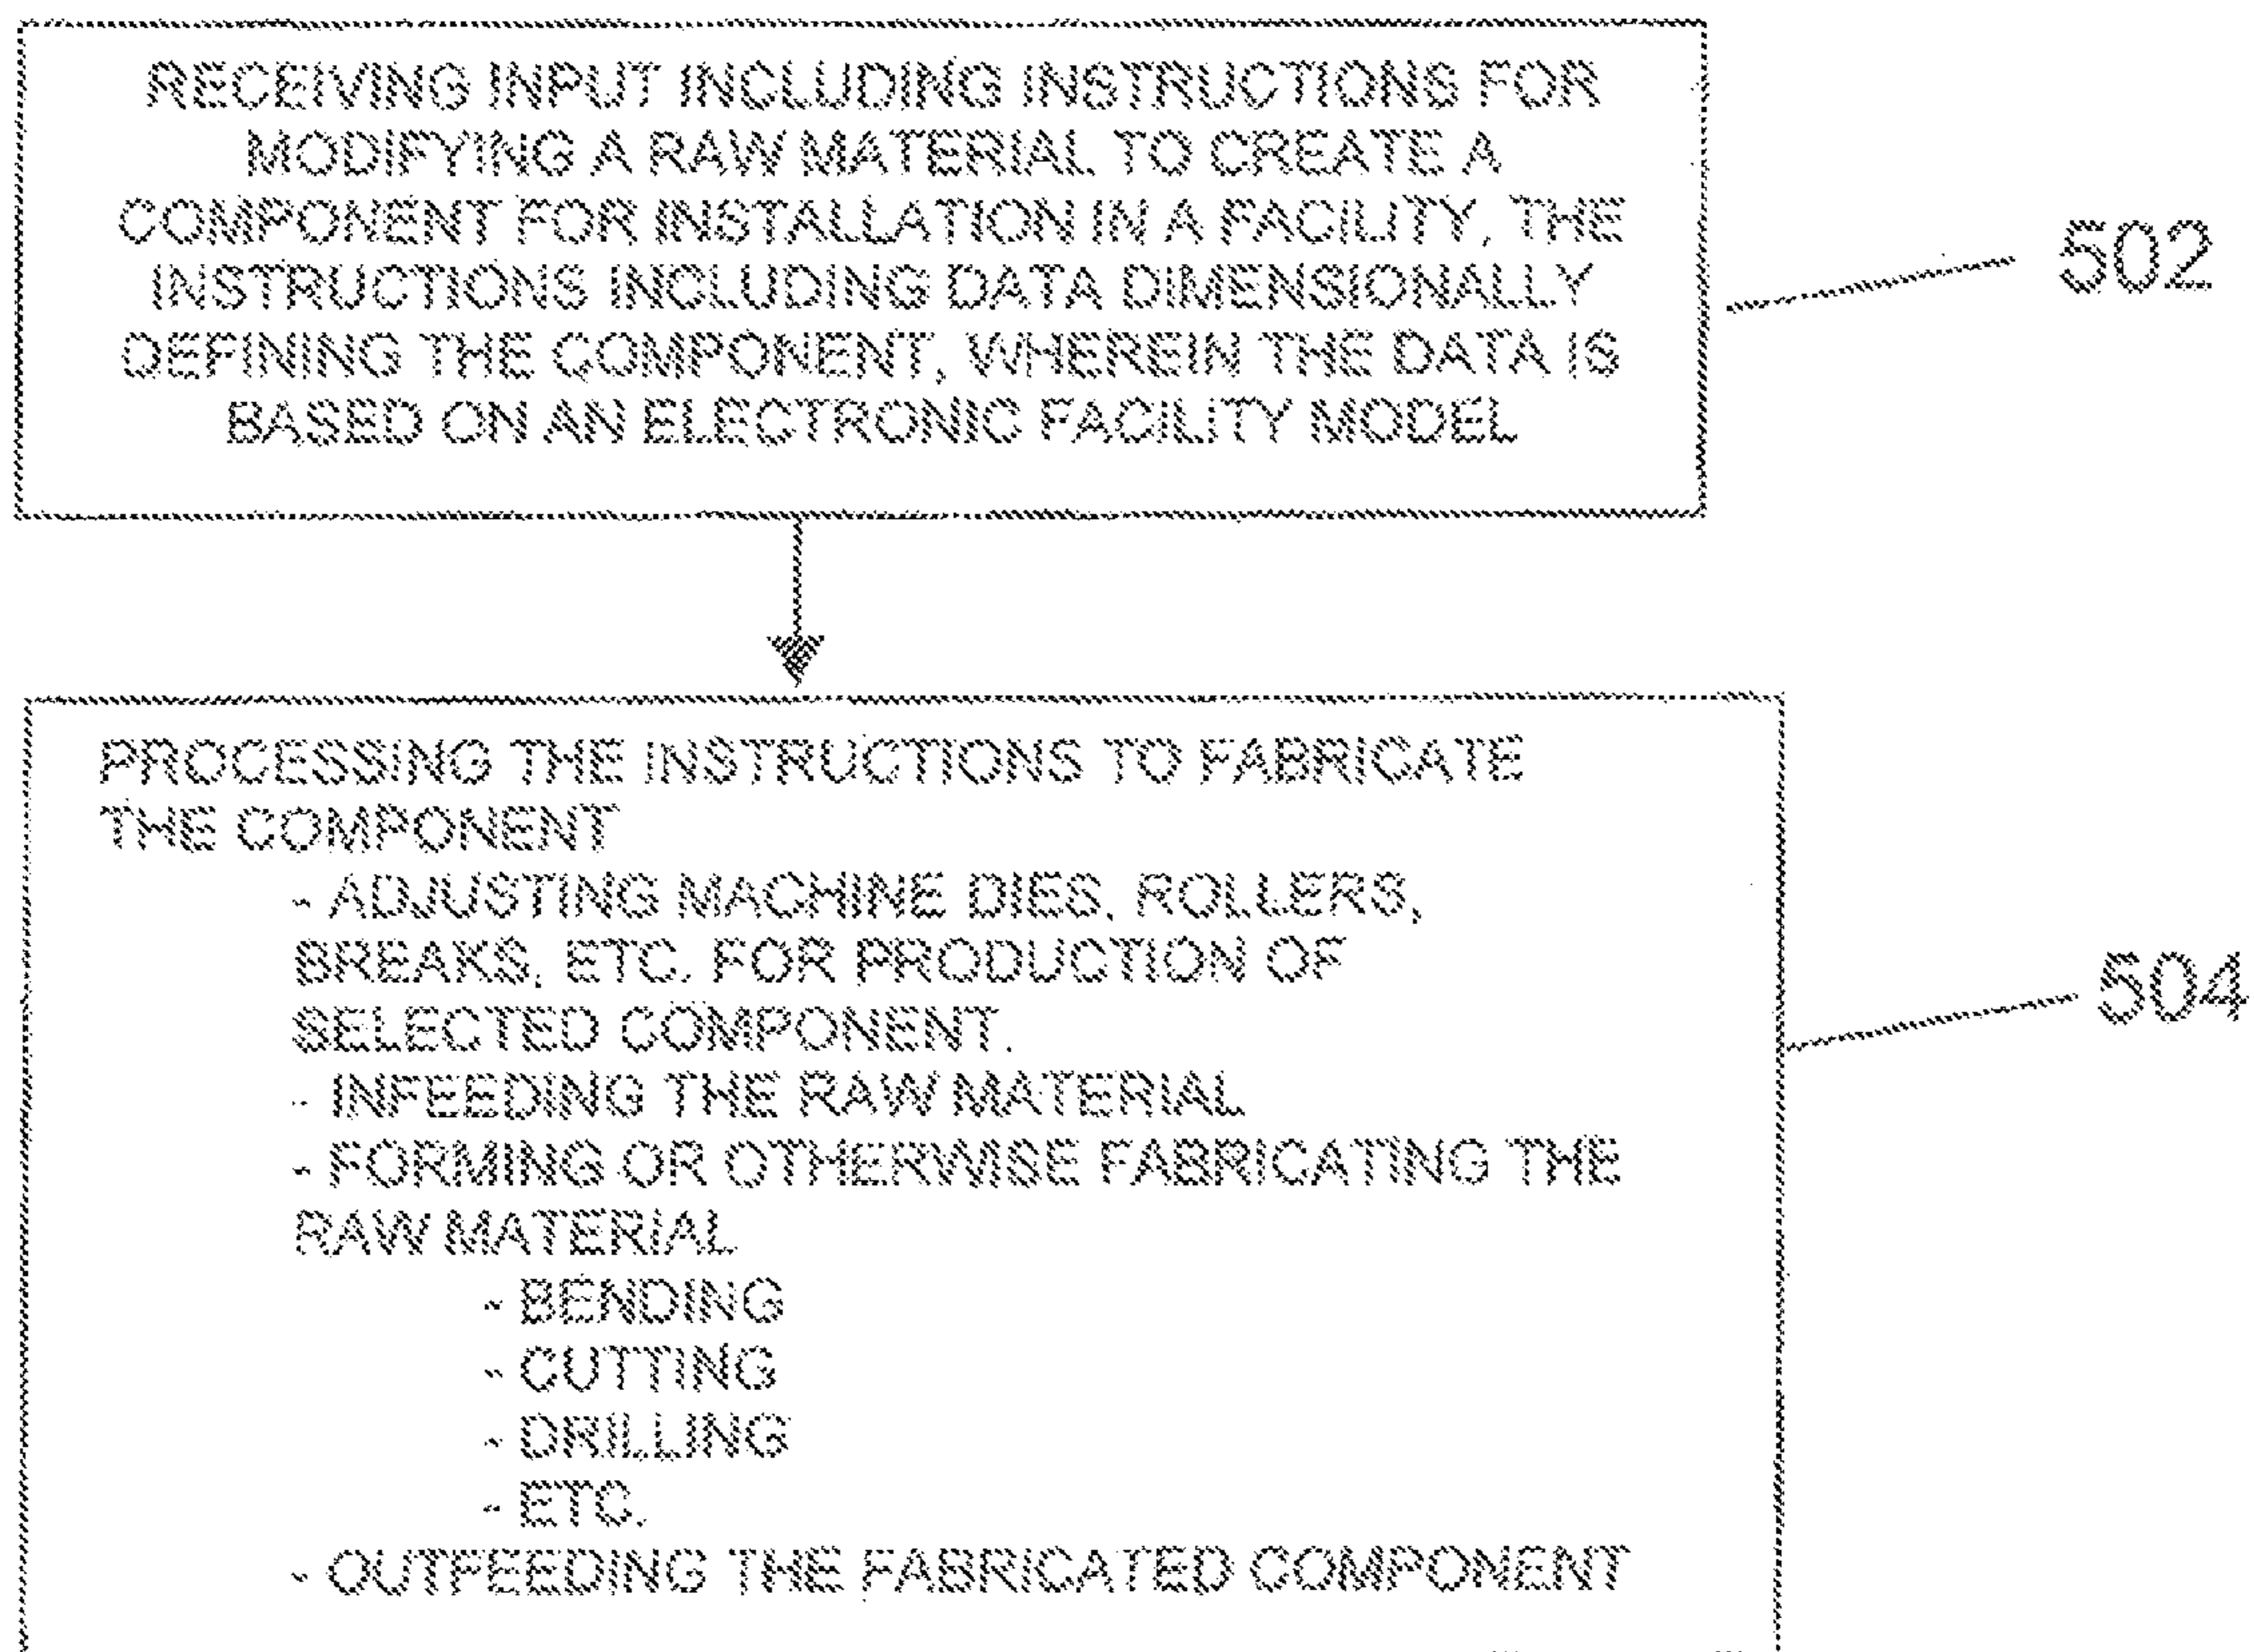 RECEIVING INPUT INCLUDING INSTRUCTIONS FOR
MODIFYING A RAW MATERIAL TO CREATE A
COMPONENT FOR INSTALLATION IN A FACILITY, THE
INSTRUCTIONS INCLUDING DATA DIMENSIONALLY
DEFINING THE COMPONENT, WHEREIN THE DATA IS
BASED ON AN ELECTRONIC FACILITY MODEL
502
PROCESSING THE INSTRUCTIONS TO FABRICATE
THE COMPONENT
- ADJUSTING MACHINE DIES, ROLLERS,
BREAKS, ETC. FOR PRODUCTION OF
SELECTED COMPONENT.
- INFEEDING THE RAW MATERIAL
- FORMING OR OTHERWISE FABRICATING THE
RAW MATERIAL
- BENDING
- CUTTING
- DRILLING
- ETC.
- OUTFEEDING THE FABRICATED COMPONENT
504